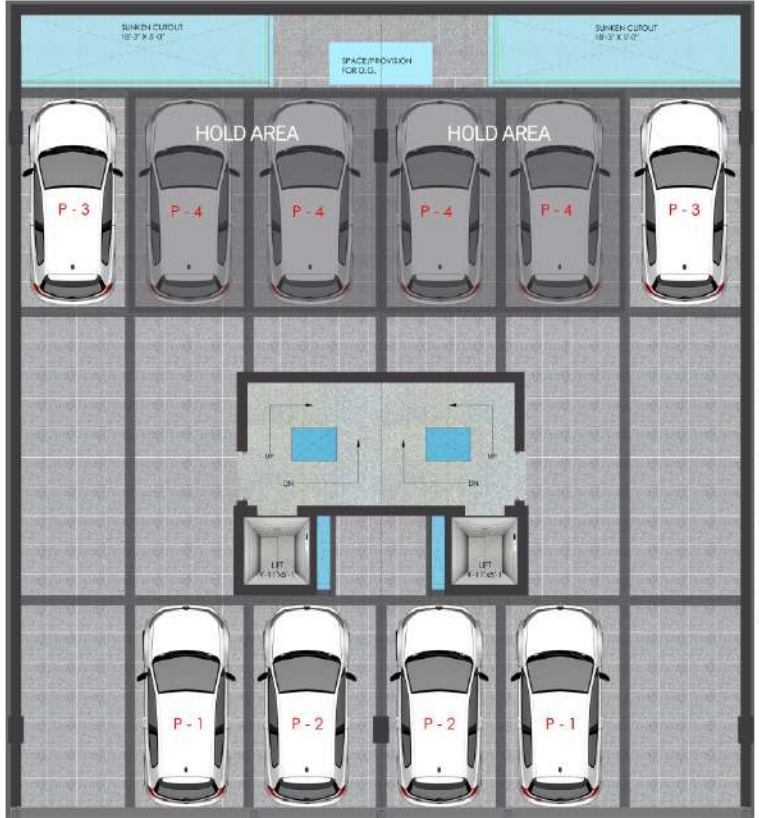 SUNKEN CUTOUT
SUNKEN CUTOUT
SPACE/PROVISION
FOR D.G.
HOLD AREA
HOLD AREA
P - 3
P - 4
P - 4
P - 4
P - 4
P - 3
UP
UP
DN
DN
LIFT
LIFT
P - 1
P - 2
P - 2
P - 1